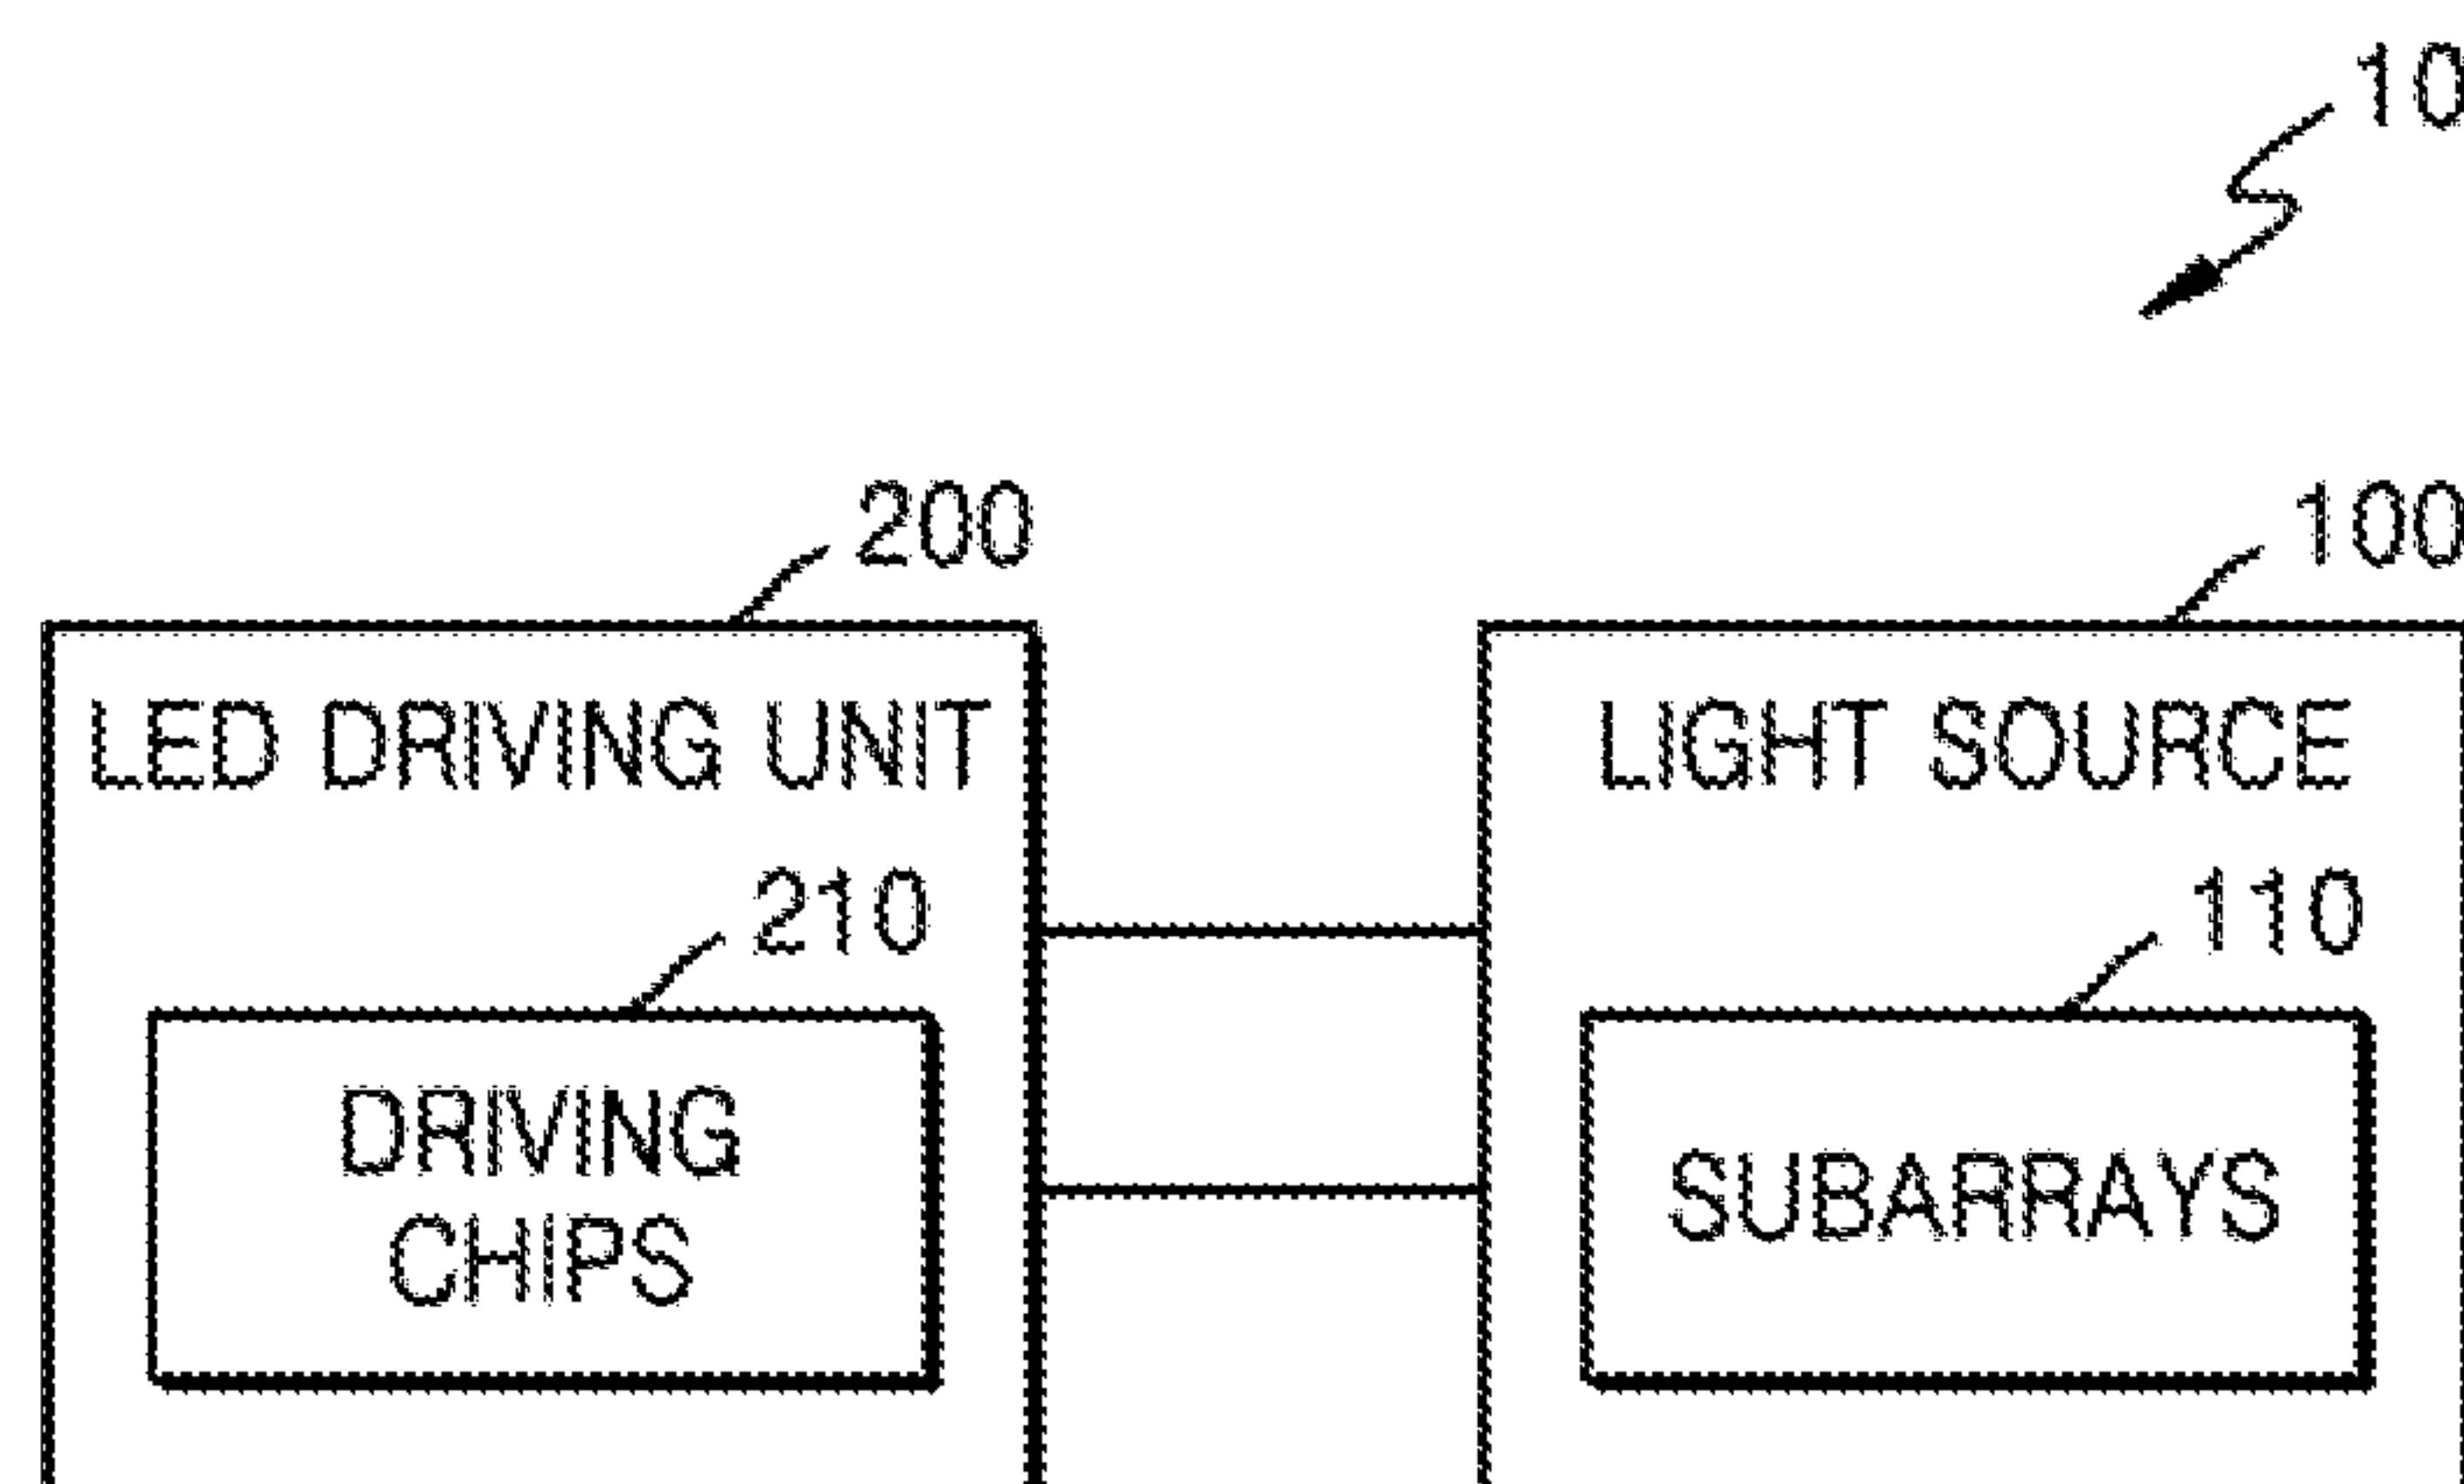 10
200
100
LED DRIVING UNIT
LIGHT SOURCE
210
110
DRIVING
CHIPS
SUBARRAYS